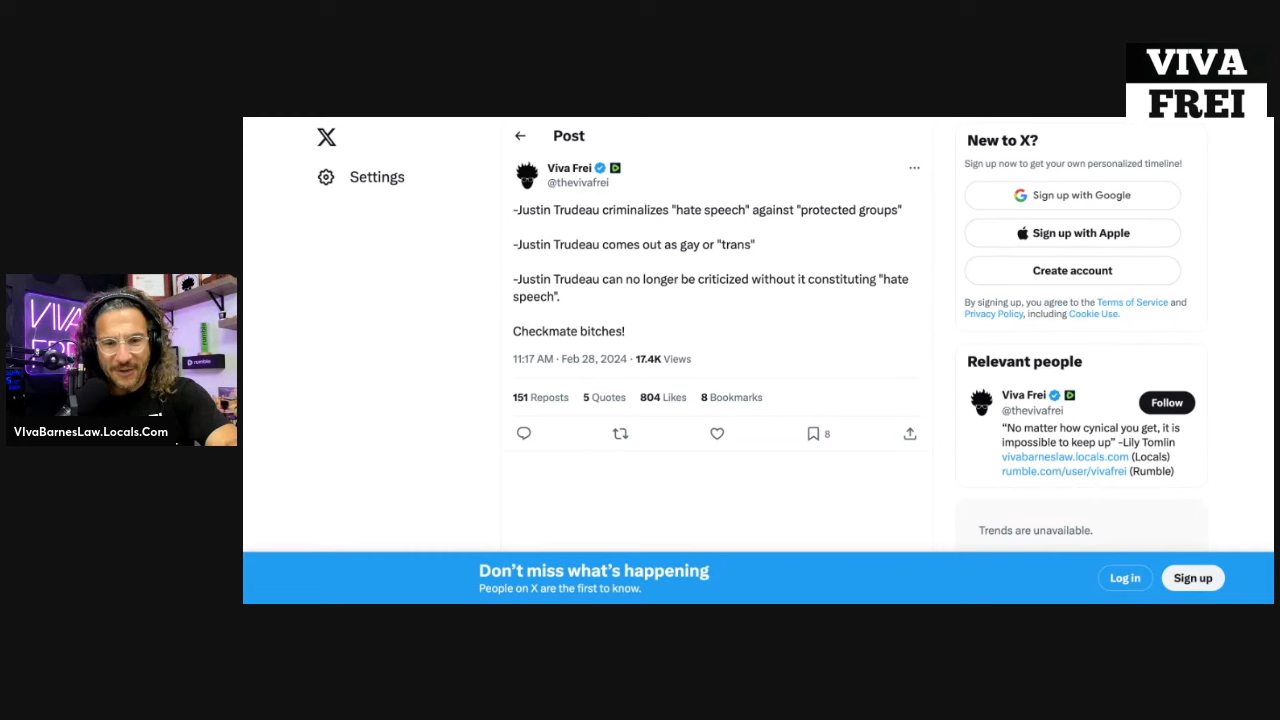 VIVA
FREI
Post
Settings
Viva Frei
@thevivafrei
-Justin Trudeau criminalizes "hate speech" against "protected groups"
-Justin Trudeau comes out as gay or "trans"
-Justin Trudeau can no longer be criticized without it constituting "hate
speech".
Checkmate bitches!
11:17 AM · Feb 28, 2024 · 17.4K Views
151 Reposts 5 Quotes 804 Likes 8 Bookmarks
8
New to X?
Sign up now to get your own personalized timeline!
Sign up with Google
Sign up with Apple
Create account
By signing up, you agree to the Terms of Service and
Privacy Policy, including Cookie Use.
Relevant people
Viva Frei
@thevivafrei
Follow
“No matter how cynical you get, it is
impossible to keep up” -Lily Tomlin
vivabarneslaw.locals.com (Locals)
rumble.com/user/vivafrei (Rumble)
Trends are unavailable.
Don’t miss what’s happening
People on X are the first to know.
Log in
Sign up
VIVA
rumble
VIvaBarnesLaw.Locals.Com